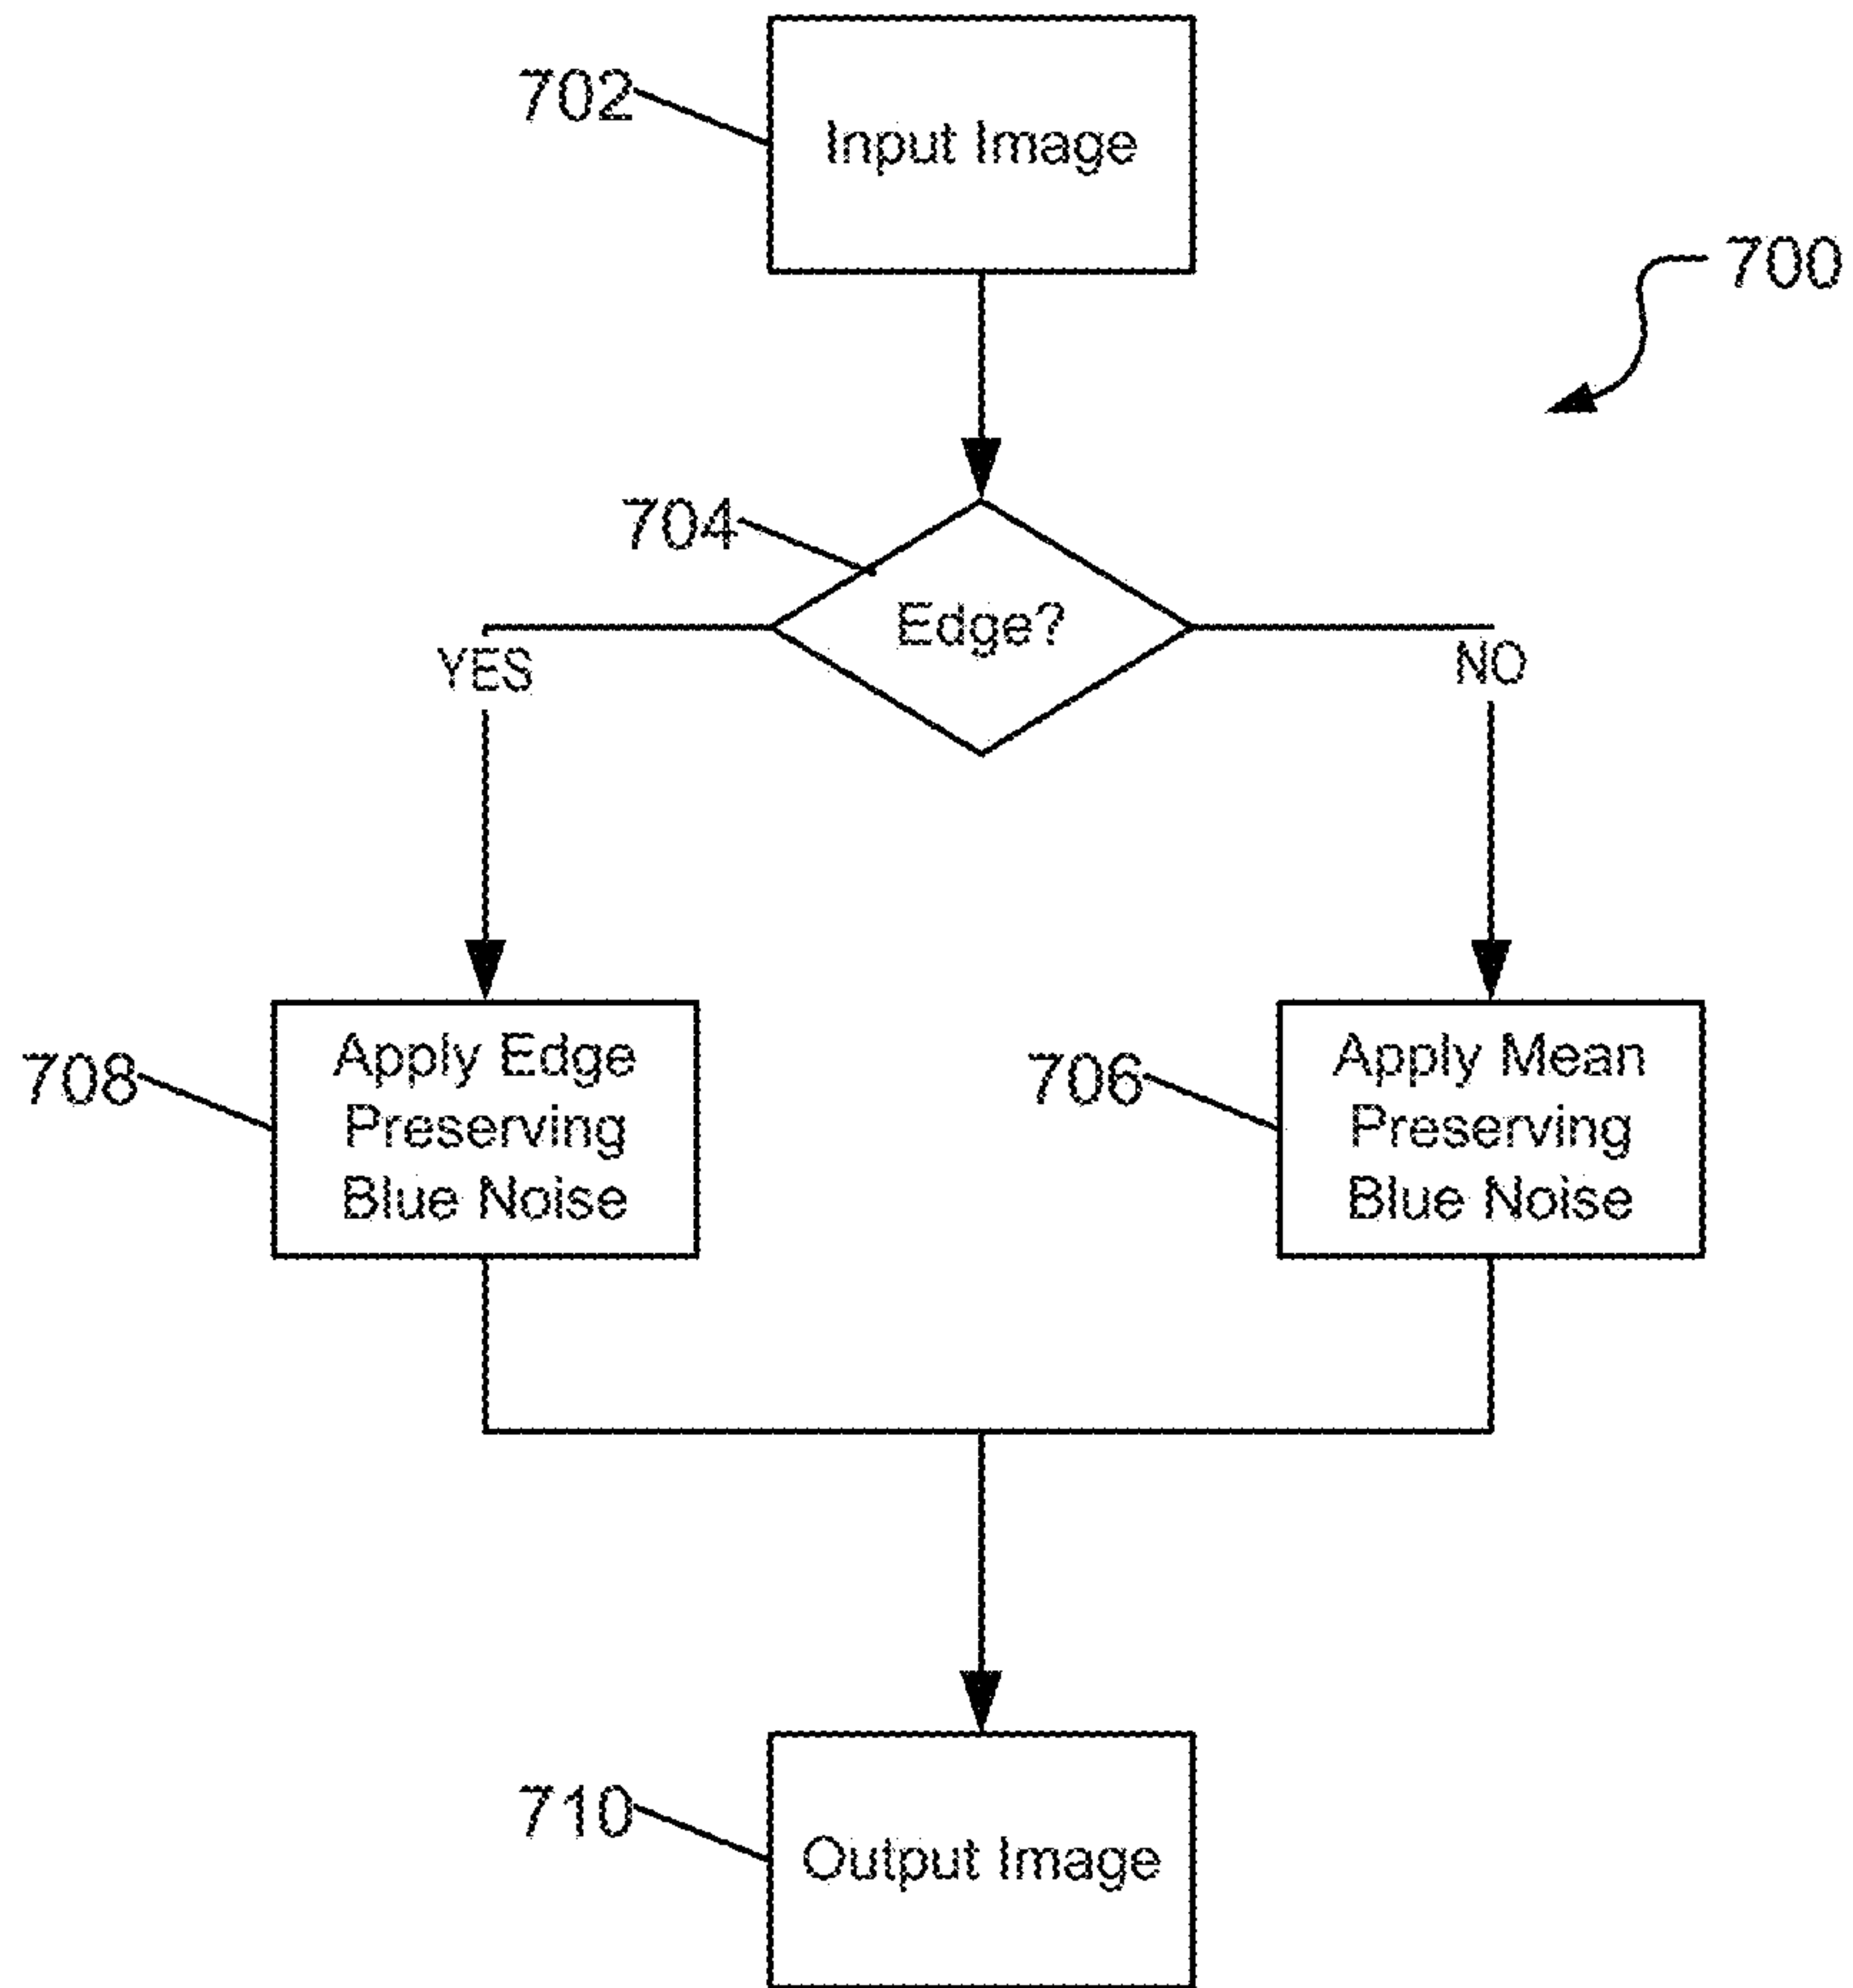 702
Input Image
700
704
Edge?
YES
NO
708
Apply Edge
Preserving
Blue Noise
706
Apply Mean
Preserving
Blue Noise
710
Output Image